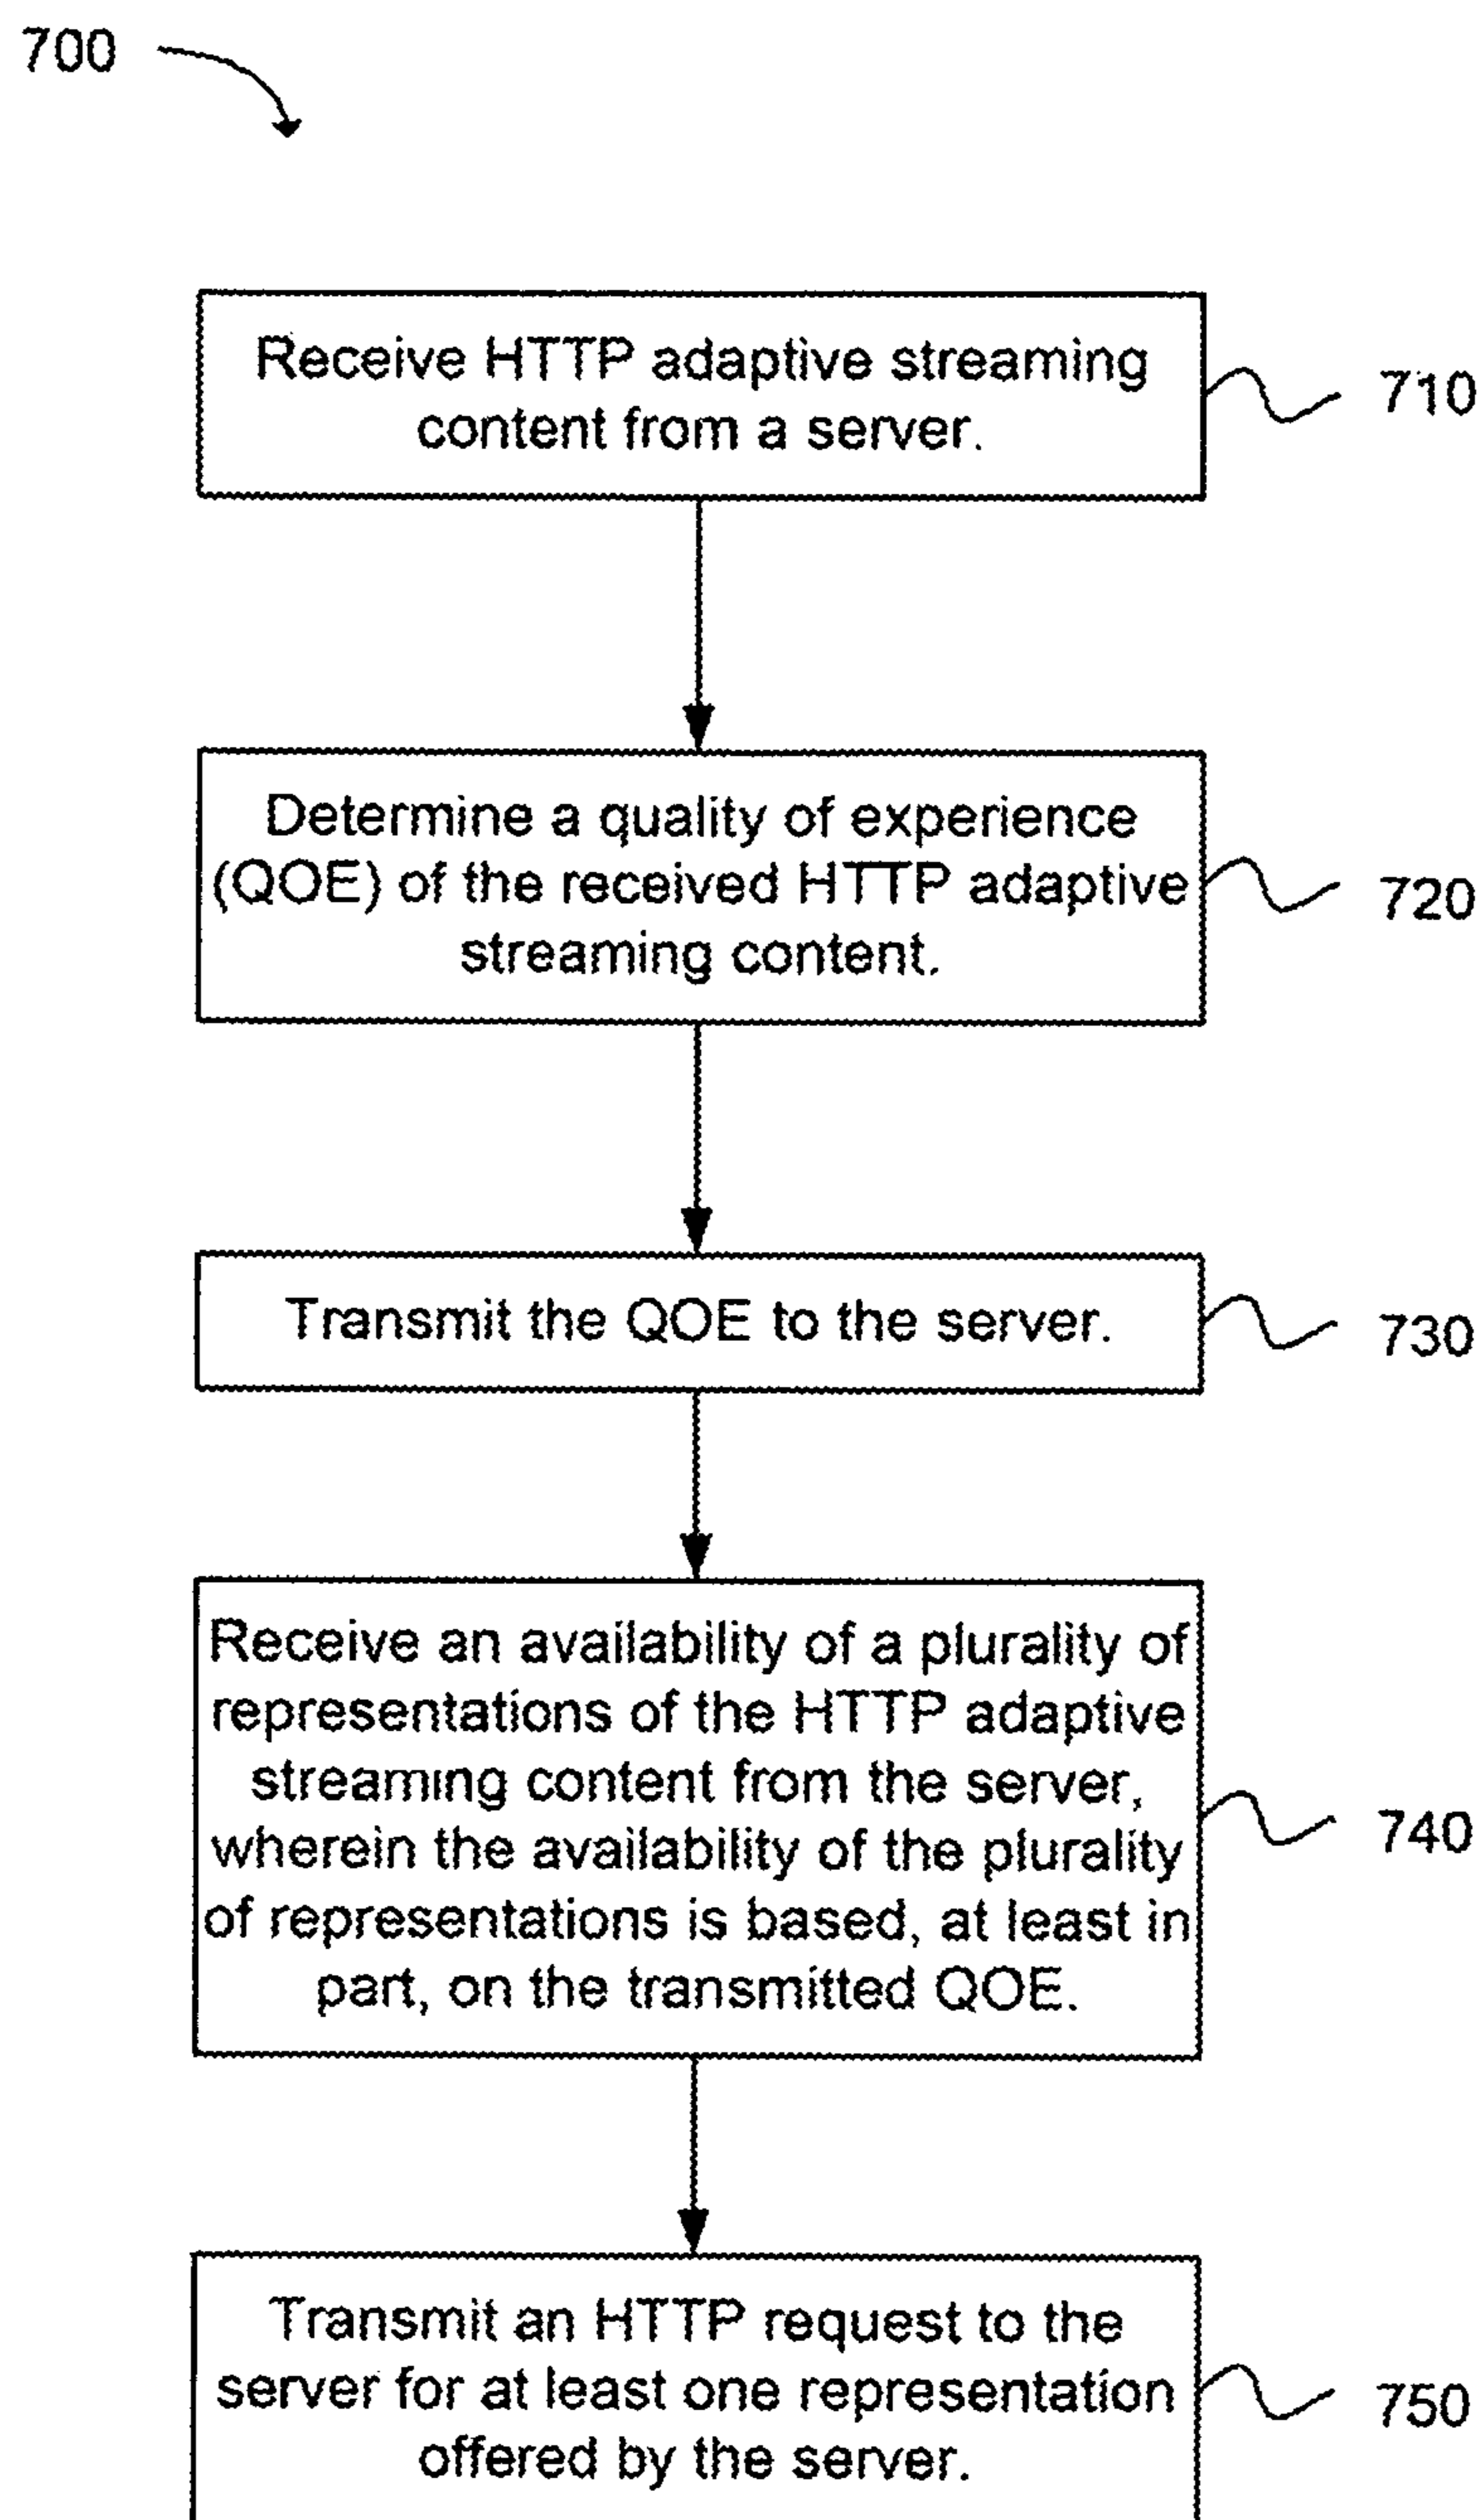 700
Receive HTTP adaptive streaming
content from a server.
710
Determine a quality of experience
(QOE) of the received HTTP adaptive
streaming content.
720
Transmit the QOE to the server.
730
Receive an availability of a plurality of
representations of the HTTP adaptive
streaming content from the server,
wherein the availability of the plurality
of representations is based, at least in
part, on the transmitted QOE.
740
Transmit an HTTP request to the
server for at least one representation
offered by the server.
750